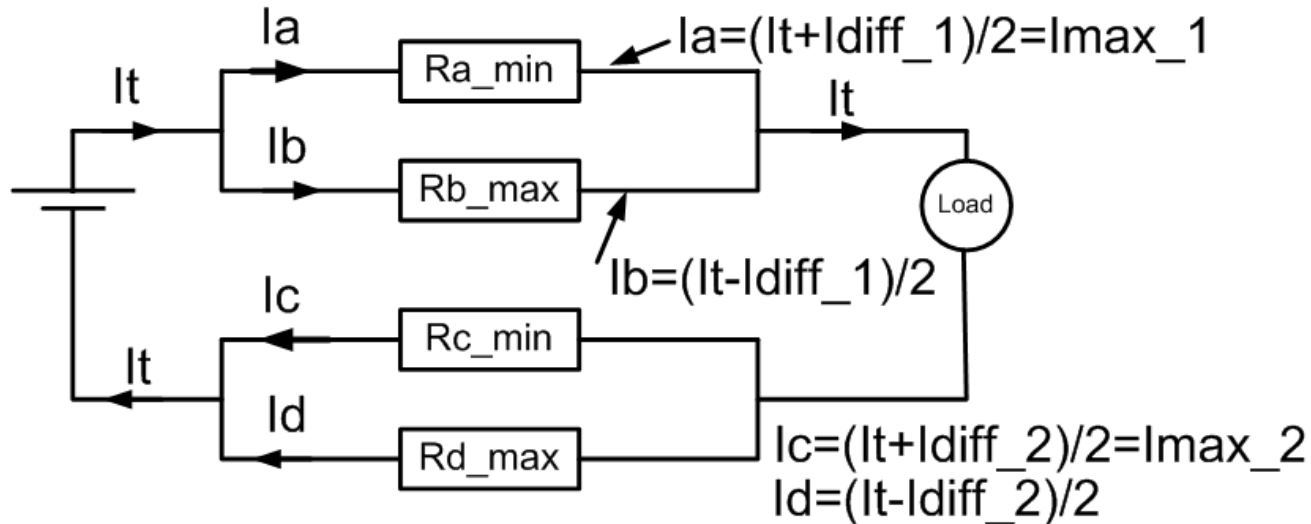 Ia
Ra_min
Ia=(It+Idiff_1)/2=Imax_1
It
It
Ib
Rb_max
Load
Ib=(It-Idiff_1)/2
Ic
Rc_min
It
Id
Rd_max
Ic=(It+Idiff_2)/2=Imax_2
Id=(It-Idiff_2)/2